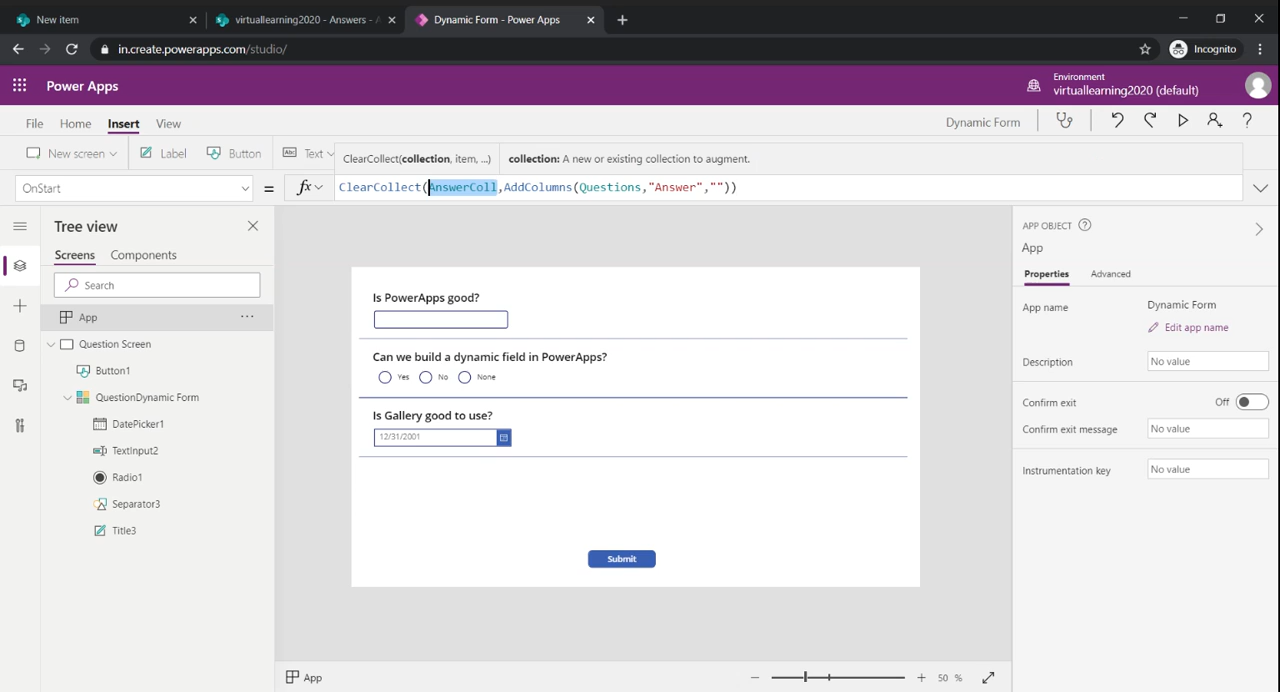 New item
virtuallearning2020 - Answers - A
Dynamic Form - Power Apps
in.create.powerapps.com/studio/
Incognito
Power Apps
Environment
virtuallearning2020 (default)
File Home Insert View
Dynamic Form
New screen
Label
Button
Abc Text
ClearCollect(collection, item, ...)
collection: A new or existing collection to augment.
OnStart
= fx
ClearCollect(AnswerColl,AddColumns(Questions,"Answer",""))
Tree view
Screens Components
Search
App
Question Screen
Button1
QuestionDynamic Form
DatePicker1
TextInput2
Radio1
Separator3
Title3
Is PowerApps good?
Can we build a dynamic field in PowerApps?
Yes No None
Is Gallery good to use?
12/31/2001
Submit
APP OBJECT
App
Properties Advanced
App name Dynamic Form
Edit app name
Description No value
Confirm exit Off
Confirm exit message No value
Instrumentation key No value
App
50 %